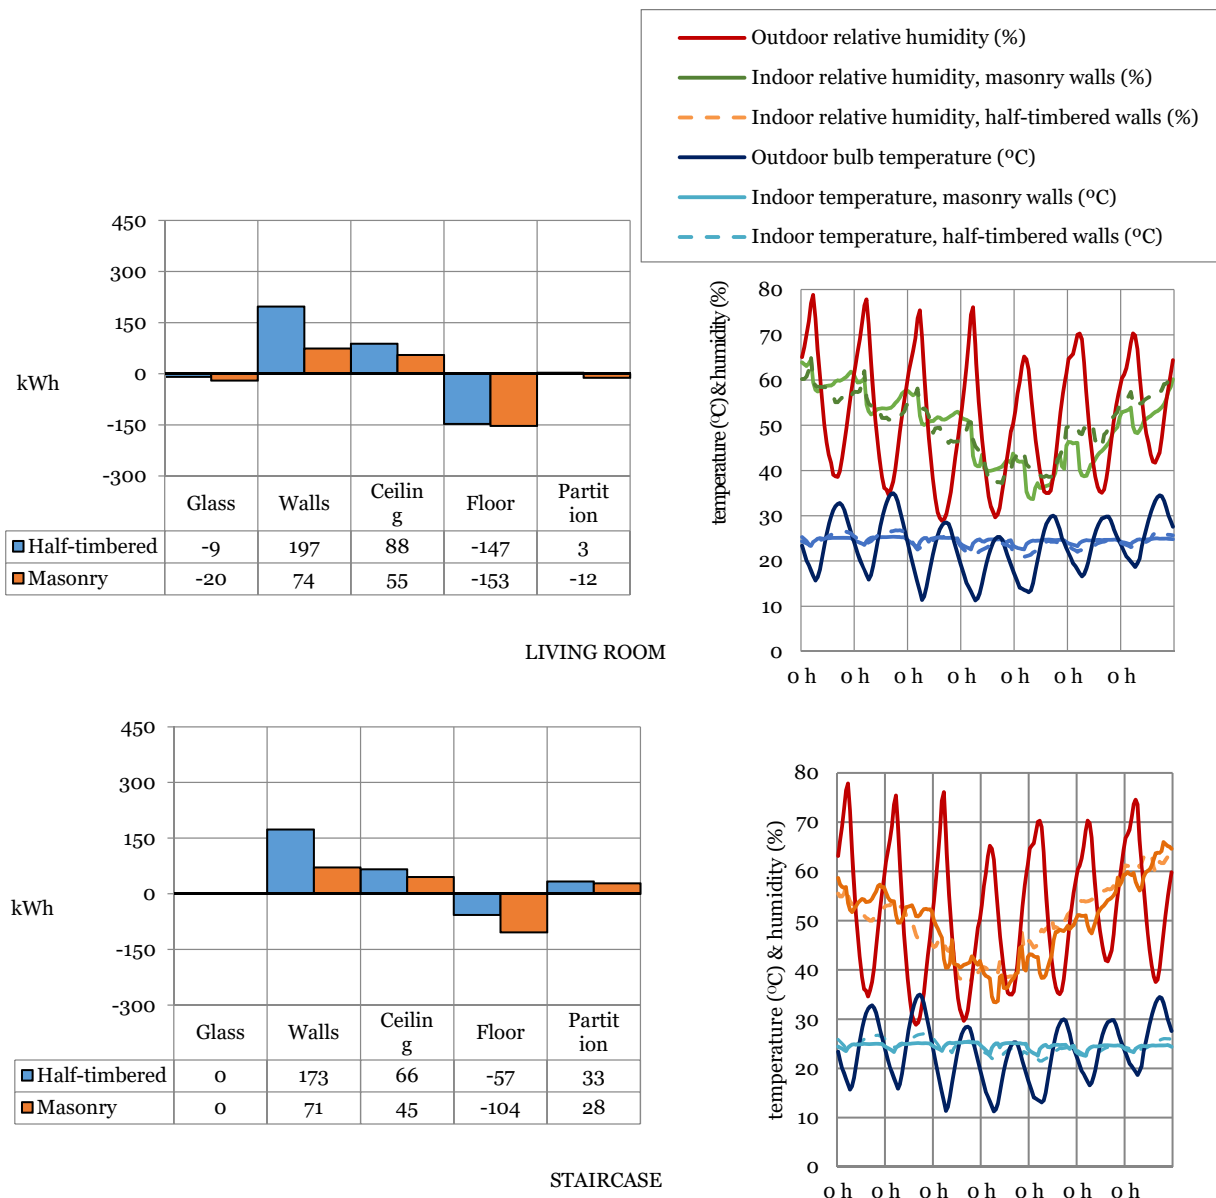 Outdoor relative humidity (%)
Indoor relative humidity, masonry walls (%)
Indoor relative humidity, half-timbered walls (%)
Outdoor bulb temperature (ºC)
Indoor temperature, masonry walls (ºC)
Indoor temperature, half-timbered walls (ºC)
450
300
150
0
-150
-300
kWh
Glass Walls Ceilin
g Floor Partit
ion
Half-timbered -9 197 88 -147 3
Masonry -20 74 55 -153 -12
temperature (ºC) & humidity (%)
80
70
60
50
40
30
20
10
0
0 h 0 h 0 h 0 h 0 h 0 h 0 h
LIVING ROOM
450
300
150
0
-150
-300
kWh
Glass Walls Ceilin
g Floor Partit
ion
Half-timbered 0 173 66 -57 33
Masonry 0 71 45 -104 28
temperature (ºC) & humidity (%)
80
70
60
50
40
30
20
10
0
0 h 0 h 0 h 0 h 0 h 0 h 0 h
STAIRCASE